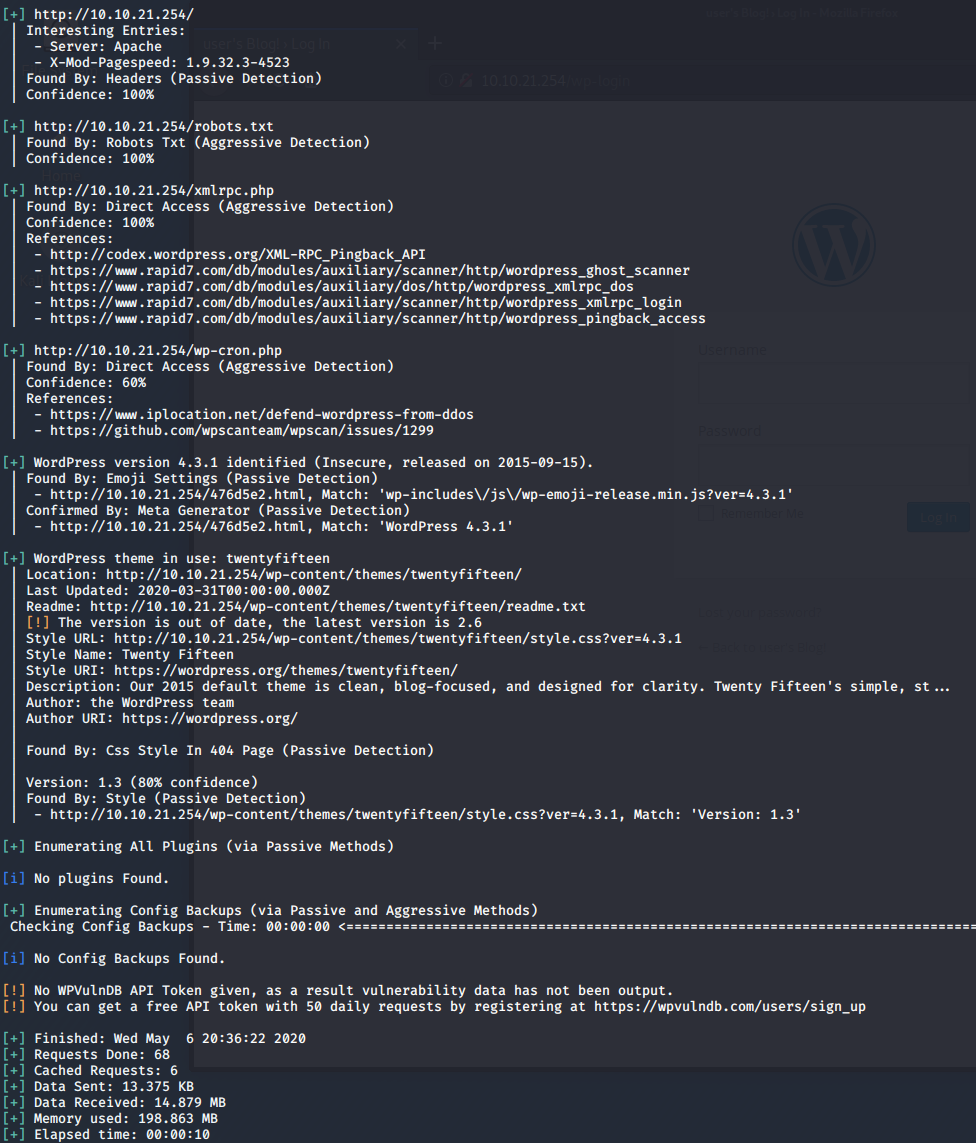 [+] http://10.10.21.254/
| Interesting Entries:
|  - Server: Apache
|  - X-Mod-Pagespeed: 1.9.32.3-4523
| Found By: Headers (Passive Detection)
| Confidence: 100%
[+] http://10.10.21.254/robots.txt
| Found By: Robots Txt (Aggressive Detection)
| Confidence: 100%
[+] http://10.10.21.254/xmlrpc.php
| Found By: Direct Access (Aggressive Detection)
| Confidence: 100%
| References:
|  - http://codex.wordpress.org/XML-RPC_Pingback_API
|  - https://www.rapid7.com/db/modules/auxiliary/scanner/http/wordpress_ghost_scanner
|  - https://www.rapid7.com/db/modules/auxiliary/dos/http/wordpress_xmlrpc_dos
|  - https://www.rapid7.com/db/modules/auxiliary/scanner/http/wordpress_xmlrpc_login
|  - https://www.rapid7.com/db/modules/auxiliary/scanner/http/wordpress_pingback_access
[+] http://10.10.21.254/wp-cron.php
| Found By: Direct Access (Aggressive Detection)
| Confidence: 60%
| References:
|  - https://www.iplocation.net/defend-wordpress-from-ddos
|  - https://github.com/wpscanteam/wpscan/issues/1299
[+] WordPress version 4.3.1 identified (Insecure, released on 2015-09-15).
| Found By: Emoji Settings (Passive Detection)
|  - http://10.10.21.254/476d5e2.html, Match: 'wp-includes\/js\/wp-emoji-release.min.js?ver=4.3.1'
| Confirmed By: Meta Generator (Passive Detection)
|  - http://10.10.21.254/476d5e2.html, Match: 'WordPress 4.3.1'
[+] WordPress theme in use: twentyfifteen
| Location: http://10.10.21.254/wp-content/themes/twentyfifteen/
| Last Updated: 2020-03-31T00:00:00.000Z
| Readme: http://10.10.21.254/wp-content/themes/twentyfifteen/readme.txt
| [!] The version is out of date, the latest version is 2.6
| Style URL: http://10.10.21.254/wp-content/themes/twentyfifteen/style.css?ver=4.3.1
| Style Name: Twenty Fifteen
| Style URI: https://wordpress.org/themes/twentyfifteen/
| Description: Our 2015 default theme is clean, blog-focused, and designed for clarity. Twenty Fifteen's simple, st...
| Author: the WordPress team
| Author URI: https://wordpress.org/
| Found By: Css Style In 404 Page (Passive Detection)
| Version: 1.3 (80% confidence)
| Found By: Style (Passive Detection)
|  - http://10.10.21.254/wp-content/themes/twentyfifteen/style.css?ver=4.3.1, Match: 'Version: 1.3'
[+] Enumerating All Plugins (via Passive Methods)
[i] No plugins Found.
[+] Enumerating Config Backups (via Passive and Aggressive Methods)
Checking Config Backups - Time: 00:00:00 <==============================================================================
[i] No Config Backups Found.
[!] No WPVulnDB API Token given, as a result vulnerability data has not been output.
[!] You can get a free API token with 50 daily requests by registering at https://wpvulndb.com/users/sign_up
[+] Finished: Wed May  6 20:36:22 2020
[+] Requests Done: 68
[+] Cached Requests: 6
[+] Data Sent: 13.375 KB
[+] Data Received: 14.879 MB
[+] Memory used: 198.863 MB
[+] Elapsed time: 00:00:10
user's Blog! › Log In
10.10.21.254/wp-login
Username
Password
Remember Me
Log In